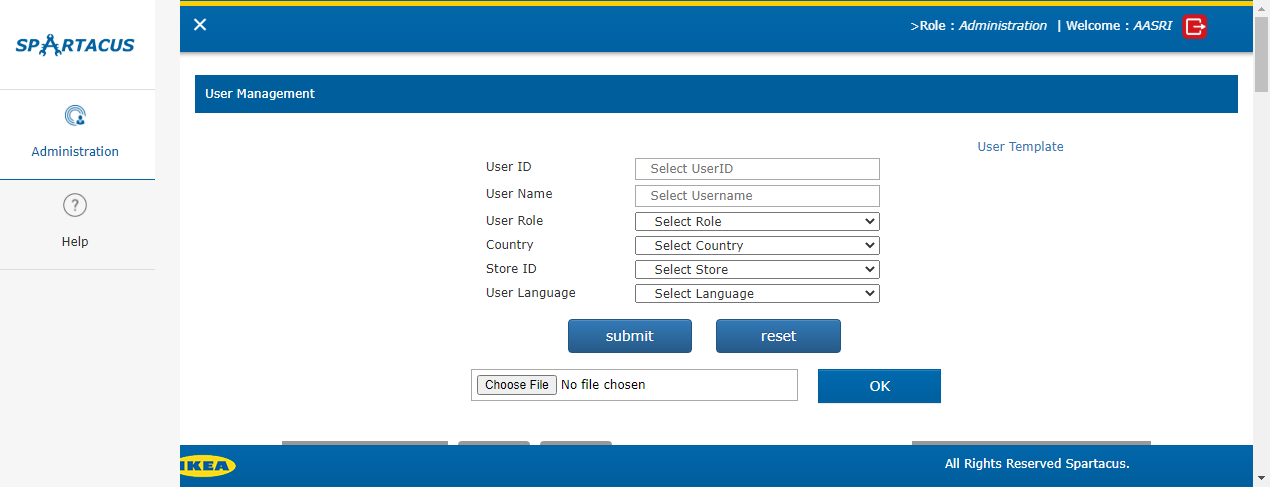 SPARTACUS
>Role : Administration | Welcome : AASRI
User Management
Administration
User Template
User ID Select UserID
User Name Select Username
User Role Select Role
Help
Country Select Country
Store ID Select Store
User Language Select Language
submit reset
Choose File No file chosen OK
IKEA All Rights Reserved Spartacus.